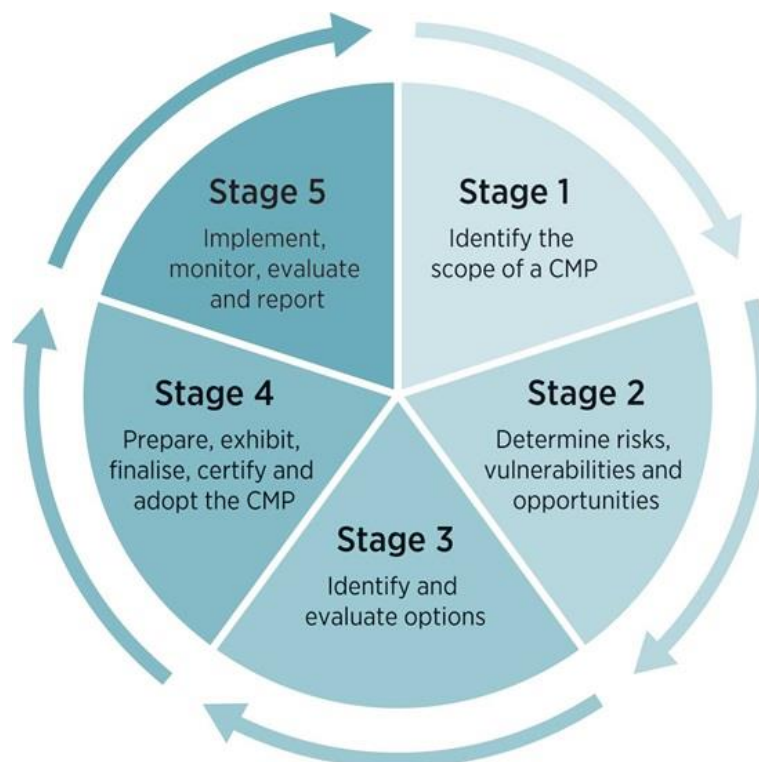 Stage 1
Identify the
scope of a CMP
Stage 2
Determine risks,
vulnerabilities and
opportunities
Stage 3
Identify and
evaluate options
Stage 4
Prepare, exhibit,
finalise, certify and
adopt the CMP
Stage 5
Implement,
monitor, evaluate
and report